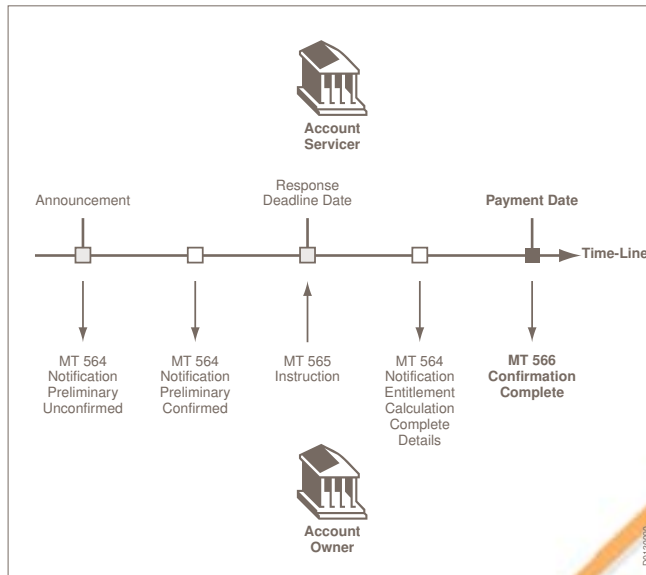 Account
Servicer
Announcement
Response
Deadline Date
Payment Date
Time-Line
MT 564
Notification
Preliminary
Unconfirmed
MT 564
Notification
Preliminary
Confirmed
MT 565
Instruction
MT 564
Notification
Entitlement
Calculation
Complete
Details
MT 566
Confirmation
Complete
Account
Owner